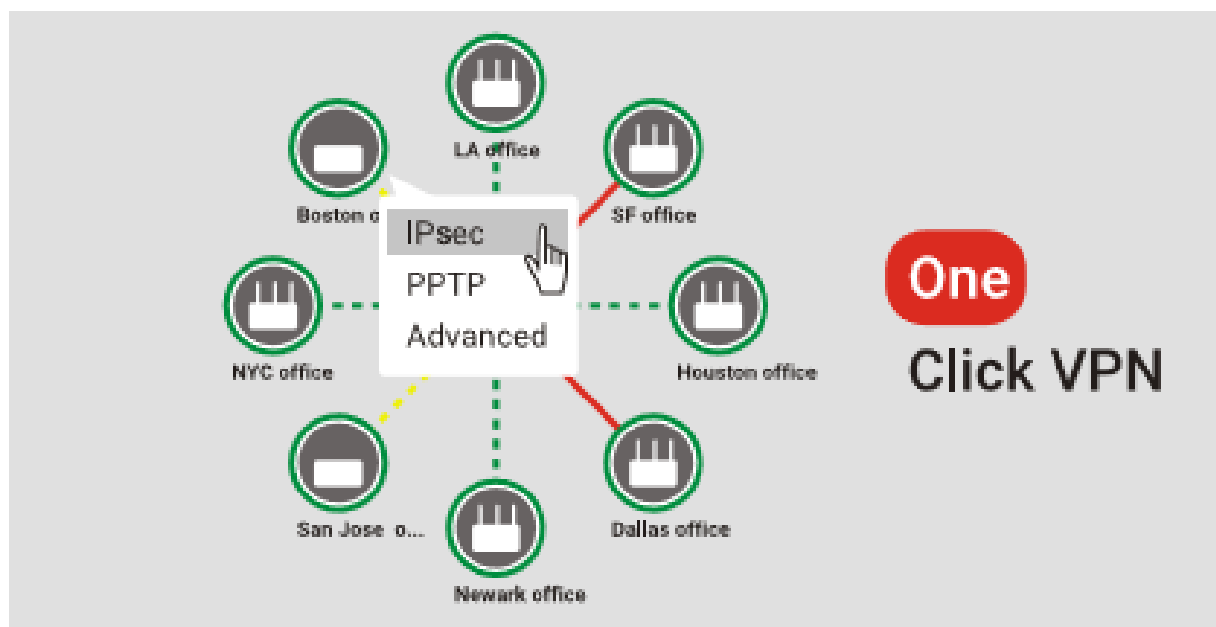 LA office
Boston o
SF office
IPsec
PPTP
Advanced
NYC office
Houston office
San Jose o...
Dallas office
Newark office
One
Click VPN